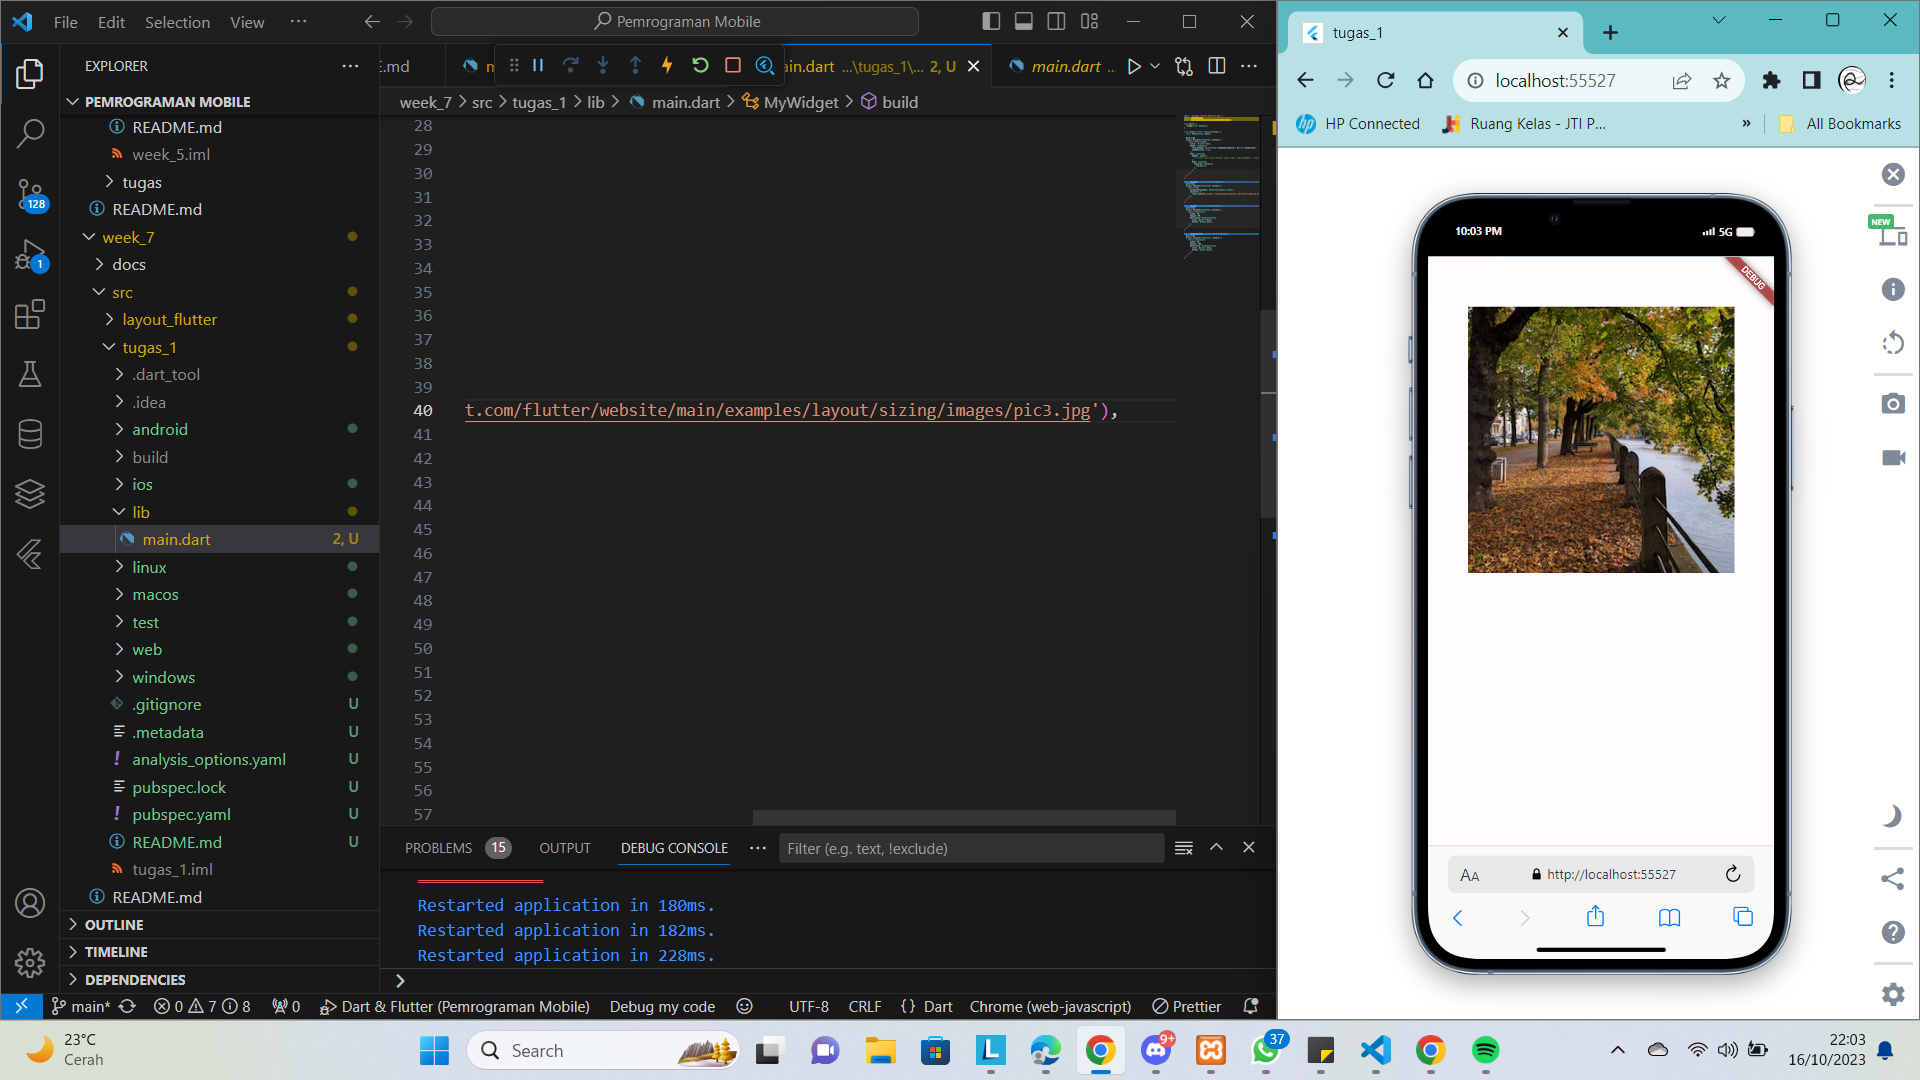 File Edit Selection View ··· Pemrograman Mobile
EXPLORER
PEMROGRAMAN MOBILE
README.md
week_5.iml
tugas
README.md
week_7
docs
src
layout_flutter
tugas_1
.dart_tool
.idea
android
build
ios
lib
main.dart 2, U
linux
macos
test
web
windows
.gitignore U
.metadata U
analysis_options.yaml U
pubspec.lock U
pubspec.yaml U
README.md U
tugas_1.iml
README.md
OUTLINE
TIMELINE
DEPENDENCIES
128
1
E.md ain.dart ...\tugas_1\... 2, U main.dart ...
week_7 > src > tugas_1 > lib > main.dart > MyWidget > build
28
29
30
31
32
33
34
35
36
37
38
39
40 t.com/flutter/website/main/examples/layout/sizing/images/pic3.jpg'),
41
42
43
44
45
46
47
48
49
50
51
52
53
54
55
56
57
PROBLEMS 15 OUTPUT DEBUG CONSOLE ··· Filter (e.g. text, !exclude)
Restarted application in 180ms.
Restarted application in 182ms.
Restarted application in 228ms.
main* 0 7 8 0 Dart & Flutter (Pemrograman Mobile) Debug my code UTF-8 CRLF {} Dart Chrome (web-javascript) Prettier
tugas_1
localhost:55527
HP Connected Ruang Kelas - JTI P... » All Bookmarks
NEW
10:03 PM 5G
DEBUG
AA http://localhost:55527
23°C
Cerah
Search
9+
37
22:03
16/10/2023